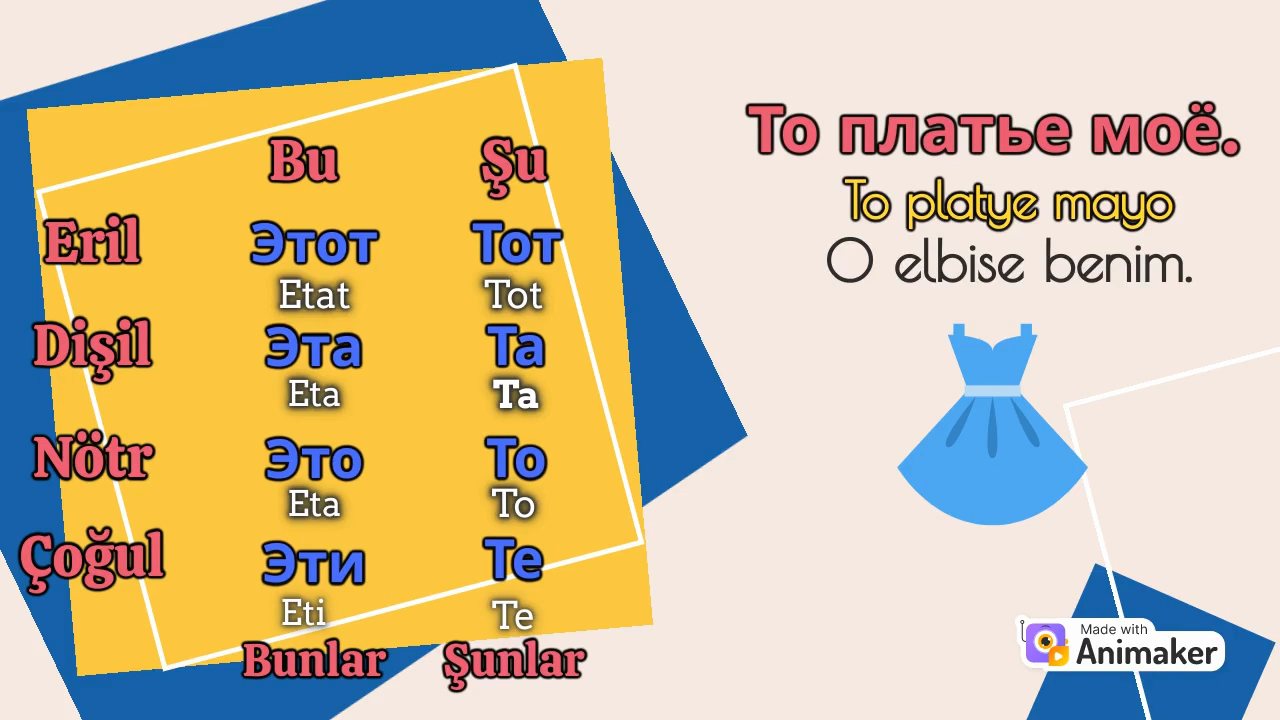 Bu Şu
Eril Этот Тот
Etat Tot
Dişil Эта Та
Eta Ta
Nötr Это То
Eta To
Çoğul Эти Те
Eti Te
Bunlar Şunlar
То платье моё.
To platye mayo
O elbise benim.
Made with
Animaker